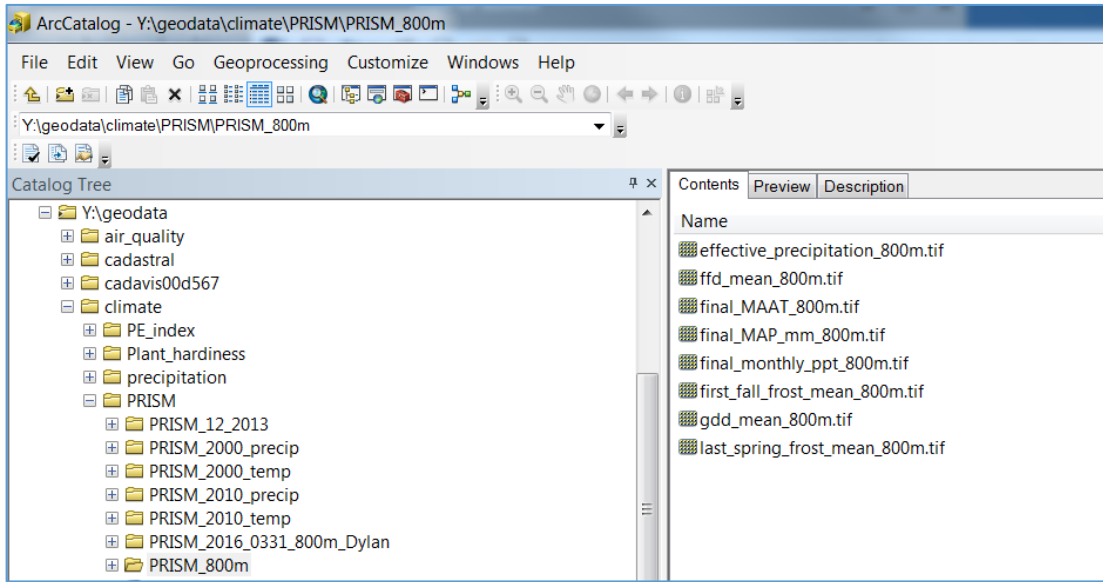 ArcCatalog - Y:\geodata\climate\PRISM\PRISM_800m
File Edit View Go Geoprocessing Customize Windows Help
Y:\geodata\climate\PRISM\PRISM_800m
Catalog Tree
Y:\geodata
air_quality
cadastral
cadavis00d567
climate
PE_index
Plant_hardiness
precipitation
PRISM
PRISM_12_2013
PRISM_2000_precip
PRISM_2000_temp
PRISM_2010_precip
PRISM_2010_temp
PRISM_2016_0331_800m_Dylan
PRISM_800m
Contents Preview Description
Name
effective_precipitation_800m.tif
ffd_mean_800m.tif
final_MAAT_800m.tif
final_MAP_mm_800m.tif
final_monthly_ppt_800m.tif
first_fall_frost_mean_800m.tif
gdd_mean_800m.tif
last_spring_frost_mean_800m.tif